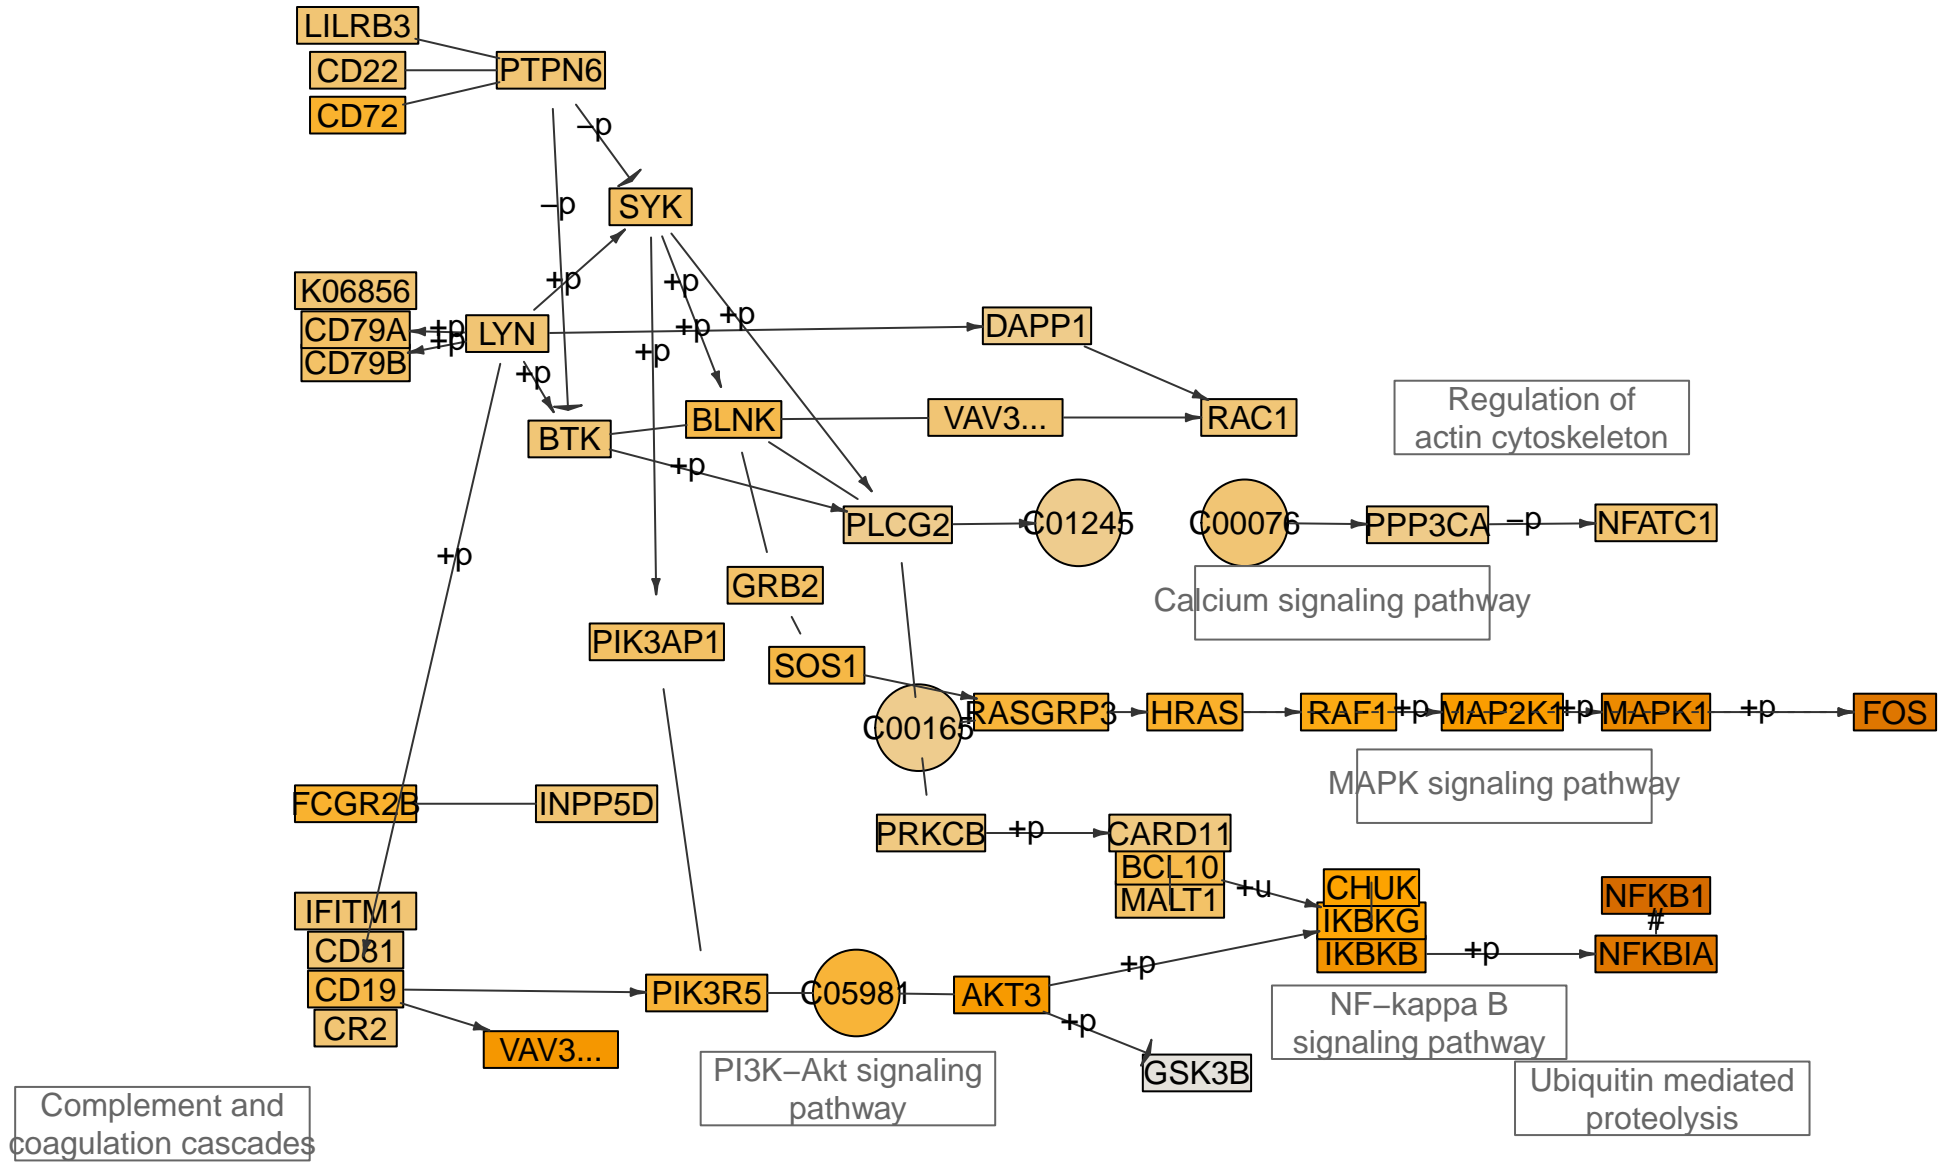 LILRB3
CD22
PTPN6
CD72
–p
SYK
–p
+p
+p
K06856
CD79A
+p
LYN
+p
+p
DAPP1
CD79B
+p
+p
+p
BTK
BLNK
VAV3...
RAC1
Regulation of
actin cytoskeleton
+p
PLCG2
C01245
C00076
PPP3CA
–p
NFATC1
+p
GRB2
Calcium signaling pathway
PIK3AP1
SOS1
C00165
RASGRP3
HRAS
RAF1
+p
MAP2K1
+p
MAPK1
+p
FOS
MAPK signaling pathway
FCGR2B
INPP5D
PRKCB
+p
CARD11
BCL10
MALT1
+u
CHUK
IKBKG
IKBKB
+p
NFKB1
#
NFKBIA
IFITM1
CD81
CD19
CR2
VAV3...
PIK3R5
C05981
AKT3
+p
+p
GSK3B
NF–kappa B
signaling pathway
PI3K–Akt signaling
pathway
Ubiquitin mediated
proteolysis
Complement and
coagulation cascades